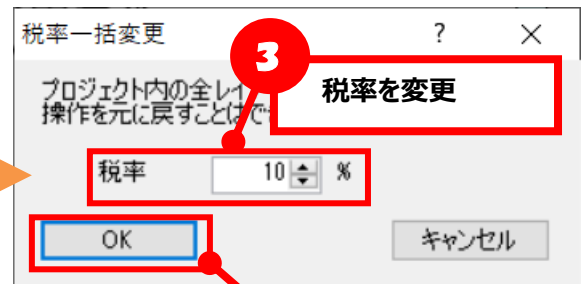 税率一括変更 ? ×
3
税率を変更
プロジェクト内の全レイ
操作を元に戻すことはで
税率 10 %
OK キャンセル